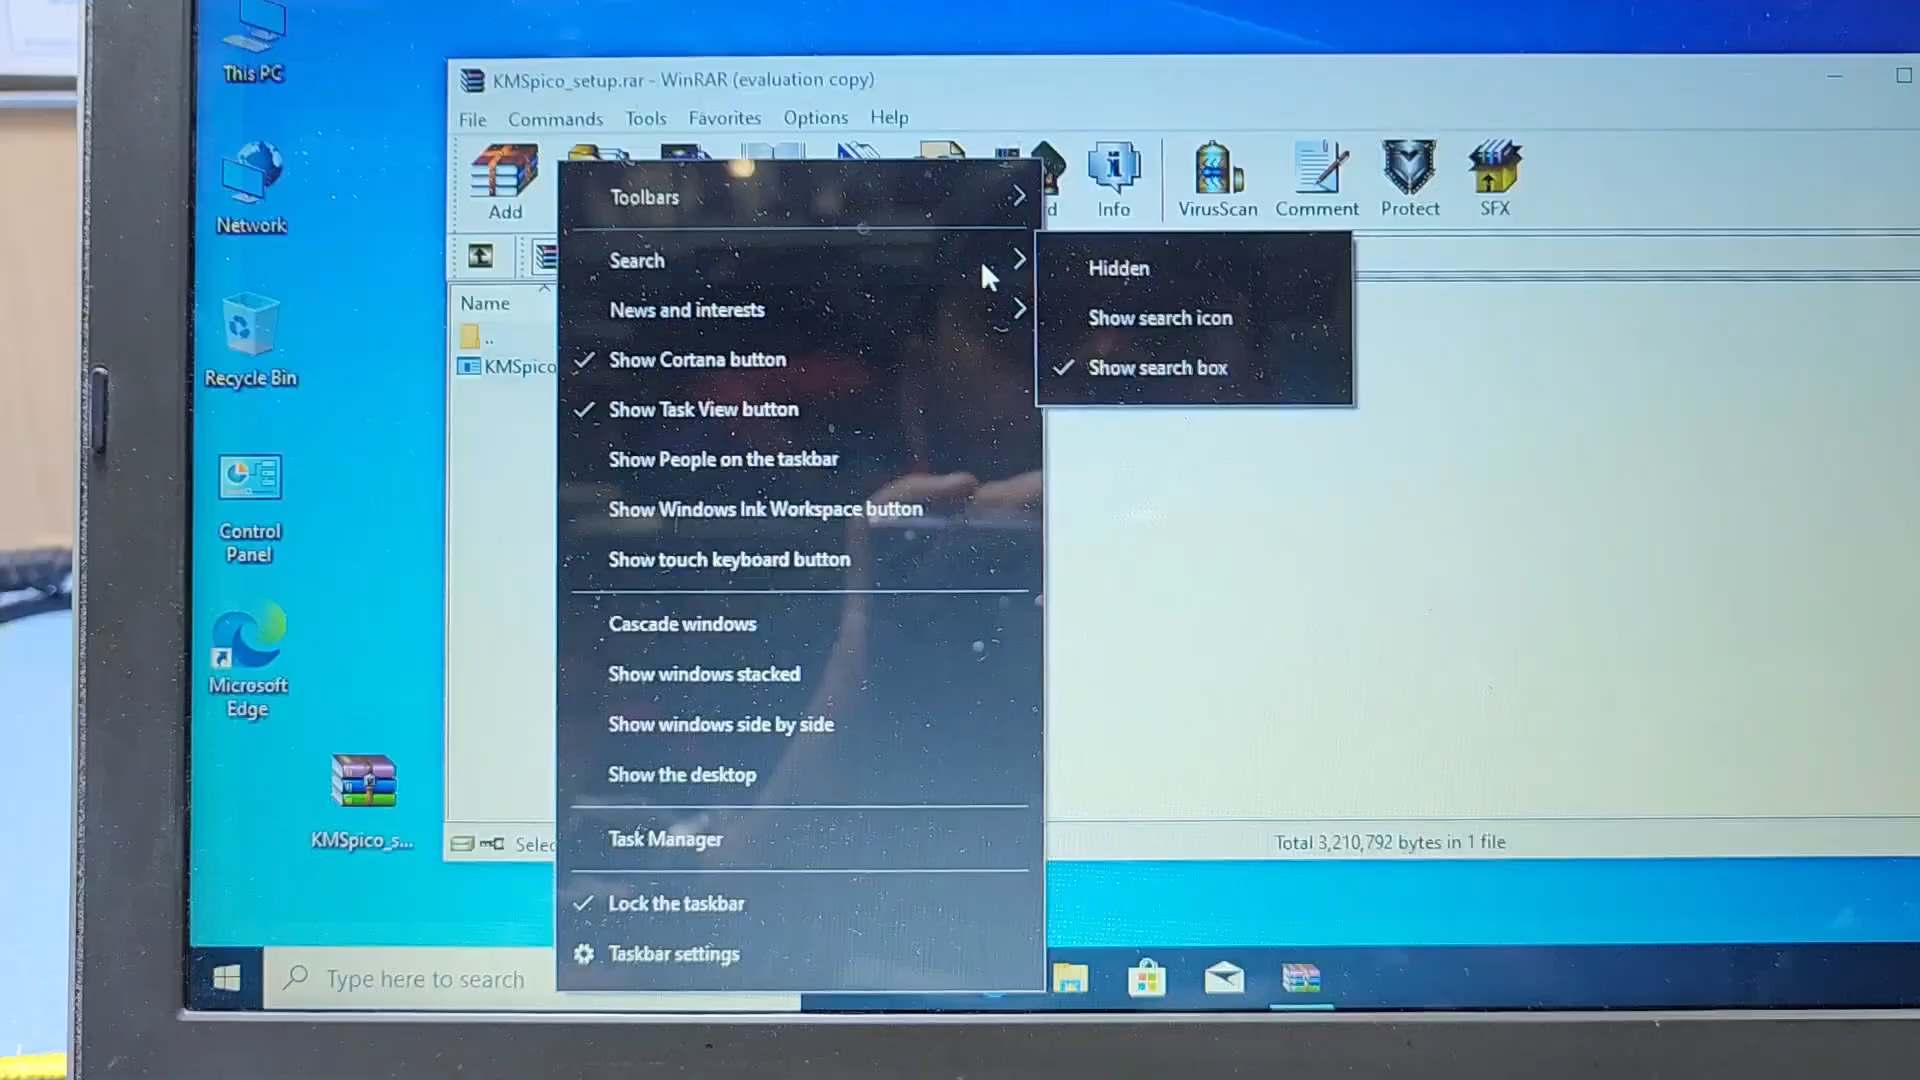 This PC
Network
Recycle Bin
Control
Panel
Microsoft
Edge
KMSpico_s...
KMSpico_setup.rar - WinRAR (evaluation copy)
File Commands Tools Favorites Options Help
Add
Info
VirusScan
Comment
Protect
SFX
Name
..
KMSpico
Toolbars
Search
News and interests
Show Cortana button
Show Task View button
Show People on the taskbar
Show Windows Ink Workspace button
Show touch keyboard button
Cascade windows
Show windows stacked
Show windows side by side
Show the desktop
Task Manager
Lock the taskbar
Taskbar settings
Hidden
Show search icon
Show search box
Selec
Total 3,210,792 bytes in 1 file
Type here to search